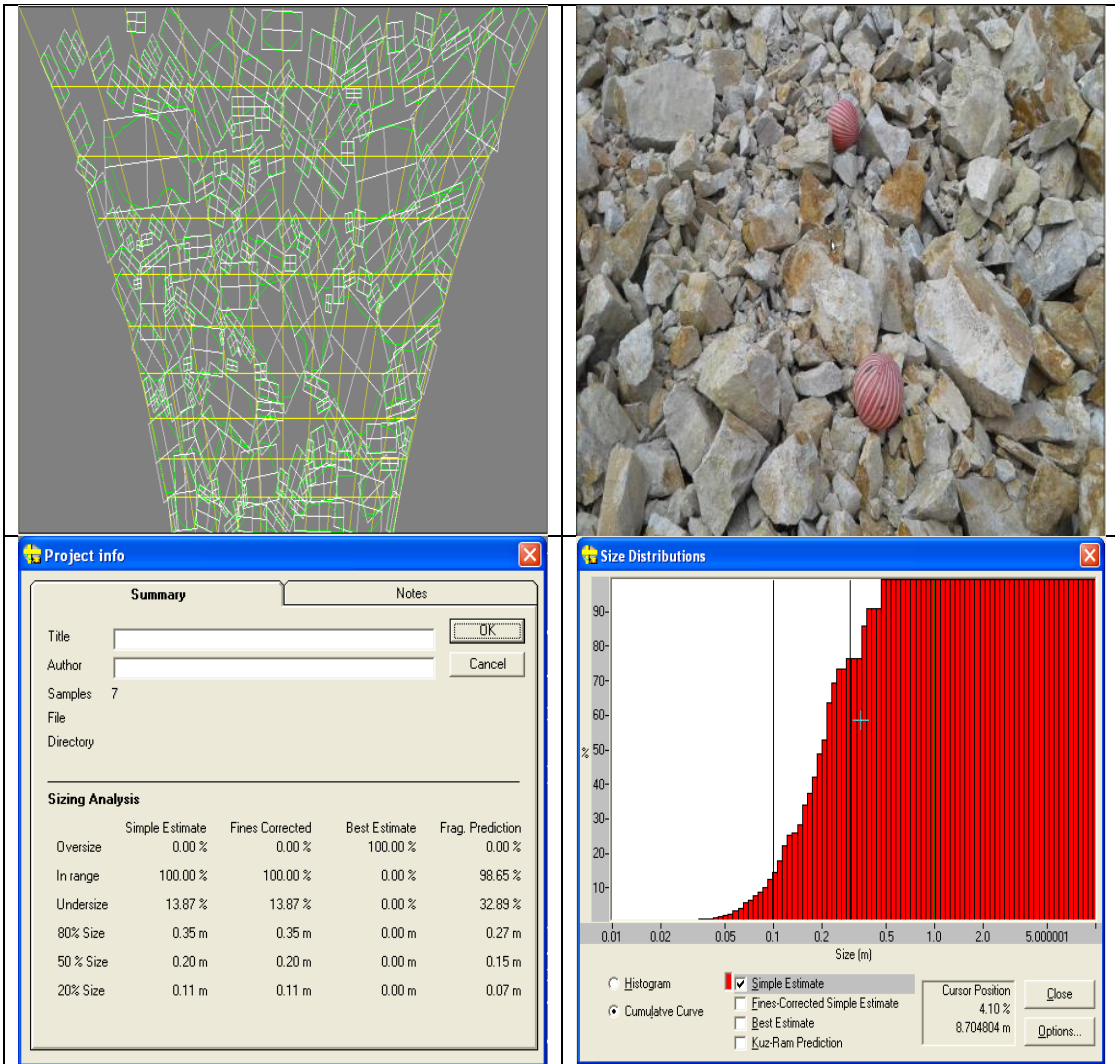 Project info
Summary Notes
Title OK
Author Cancel
Samples 7
File
Directory
Sizing Analysis
Simple Estimate Fines Corrected Best Estimate Frag. Prediction
Oversize 0.00 % 0.00 % 100.00 % 0.00 %
In range 100.00 % 100.00 % 0.00 % 98.65 %
Undersize 13.87 % 13.87 % 0.00 % 32.89 %
80% Size 0.35 m 0.35 m 0.00 m 0.27 m
50 % Size 0.20 m 0.20 m 0.00 m 0.15 m
20% Size 0.11 m 0.11 m 0.00 m 0.07 m
Size Distributions
90-
80-
70-
60-
% 50-
40-
30-
20-
10-
0.01 0.02 0.05 0.1 0.2 0.5 1.0 2.0 5.000001
Size (m)
Histogram
Cumulatve Curve
Simple Estimate
Fines-Corrected Simple Estimate
Best Estimate
Kuz-Ram Prediction
Cursor Position
4.10 %
8.704804 m
Close
Options...